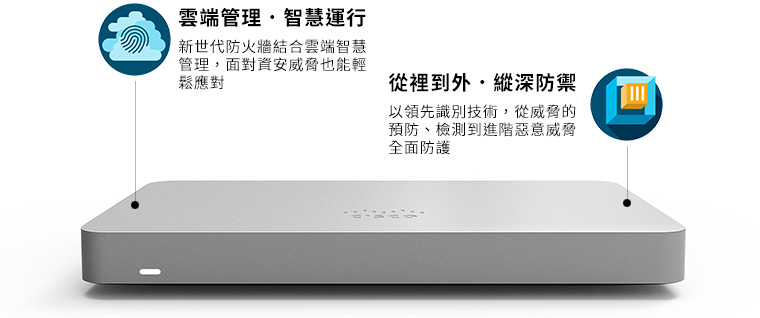 雲端管理・智慧運行
新世代防火牆結合雲端智慧
管理，面對資安威脅也能輕
鬆應對
從裡到外・縱深防禦
以領先識別技術，從威脅的
預防、檢測到進階惡意威脅
全面防護
cisco